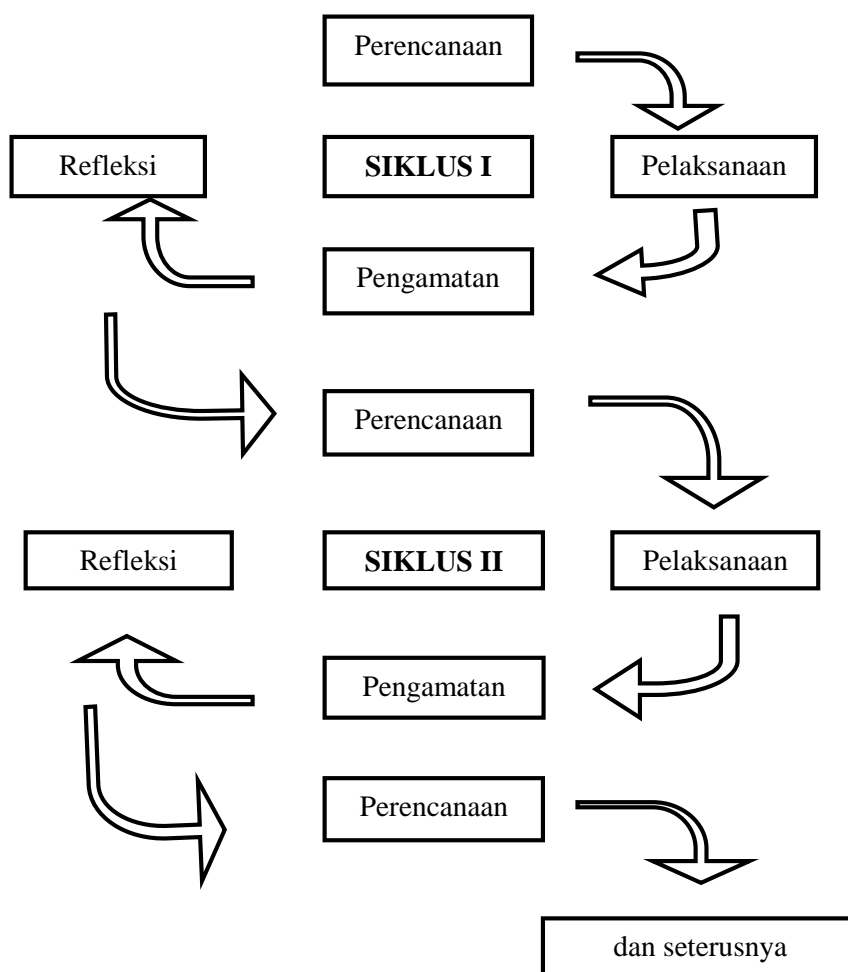 Perencanaan
Refleksi
SIKLUS I
Pelaksanaan
Pengamatan
Perencanaan
Refleksi
SIKLUS II
Pelaksanaan
Pengamatan
Perencanaan
dan seterusnya